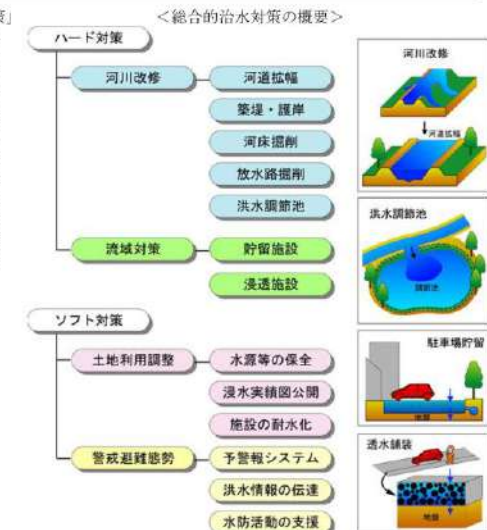 策」
<総合的治水対策の概要>
ハード対策
河川改修
河道拡幅
築堤・護岸
河床掘削
放水路掘削
洪水調節池
流域対策
貯留施設
浸透施設
ソフト対策
土地利用調整
水源等の保全
浸水実績図公開
施設の耐水化
警戒避難態勢
予警報システム
洪水情報の伝達
水防活動の支援
河川改修
河道拡幅
洪水調節池
調節池
駐車場貯留
地盤
透水舗装
地盤